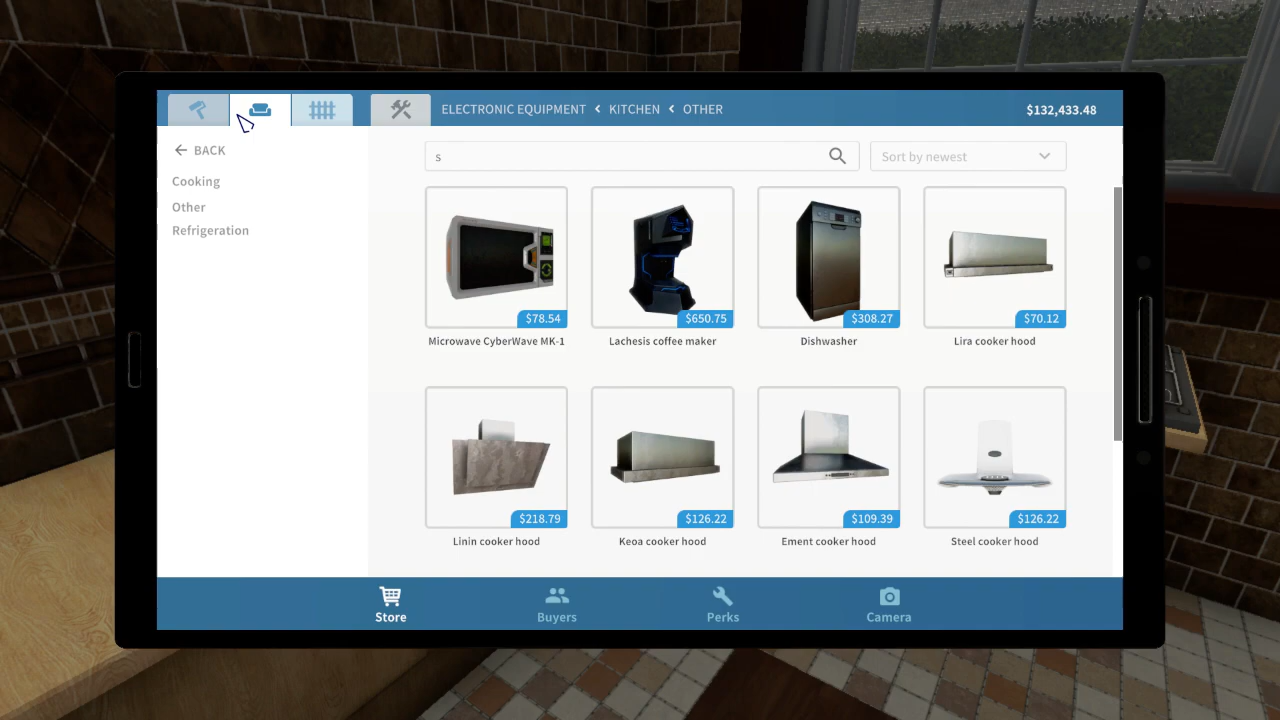 ELECTRONIC EQUIPMENT < KITCHEN < OTHER
$132,433.48
BACK
Cooking
Other
Refrigeration
s
Sort by newest
$78.54
$650.75
$308.27
$70.12
Microwave CyberWave MK-1
Lachesis coffee maker
Dishwasher
Lira cooker hood
$218.79
$126.22
$109.39
$126.22
Linin cooker hood
Keoa cooker hood
Ement cooker hood
Steel cooker hood
Store
Buyers
Perks
Camera